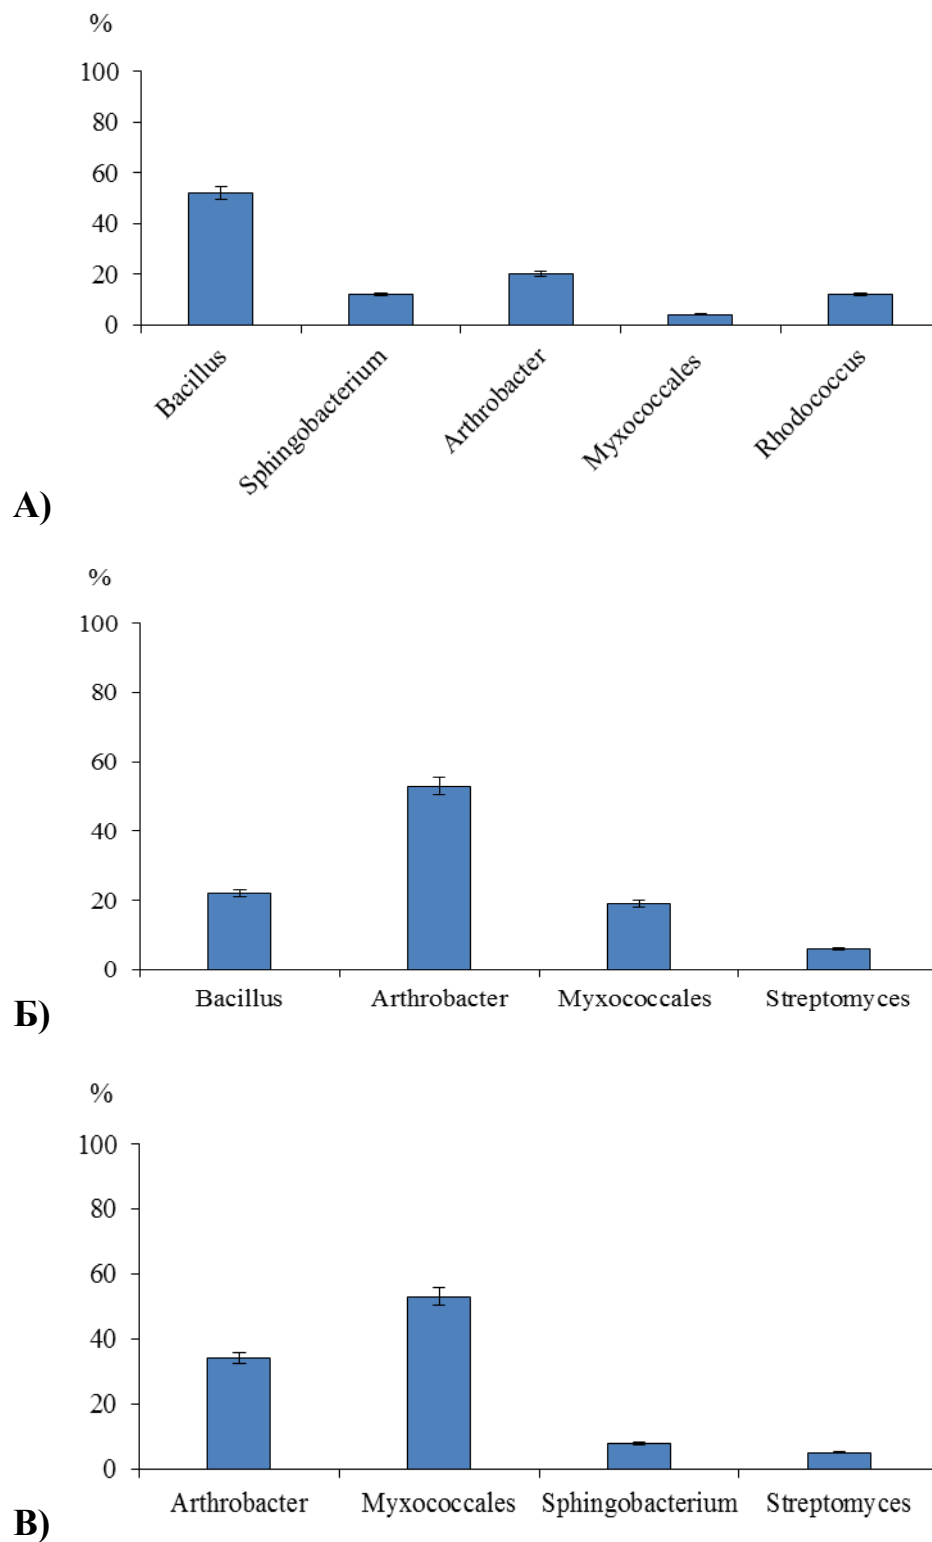 %
100
80
60
40
20
0
Bacillus
Sphingobacterium
Arthrobacter
Myxococcales
Rhodococcus
А)
%
100
80
60
40
20
0
Bacillus Arthrobacter Myxococcales Streptomyces
Б)
%
100
80
60
40
20
0
Arthrobacter Myxococcales Sphingobacterium Streptomyces
В)